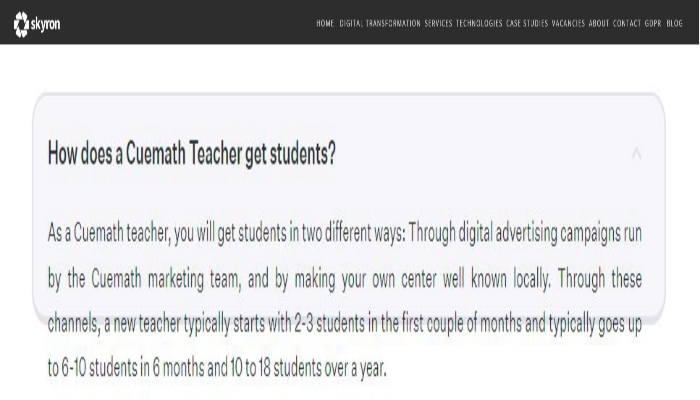 skyron
HOME DIGITAL TRANSFORMATION SERVICES TECHNOLOGIES CASE STUDIES VACANCIES ABOUT CONTACT GDPR BLOG
How does a Cuemath Teacher get students?
As a Cuemath teacher, you will get students in two different ways: Through digital advertising campaigns run
by the Cuemath marketing team, and by making your own center well known locally. Through these
channels, a new teacher typically starts with 2-3 students in the first couple of months and typically goes up
to 6-10 students in 6 months and 10 to 18 students over a year.